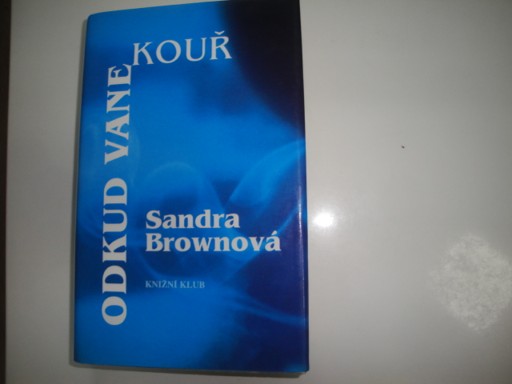 ODKUD VANE
KOUŘ
Sandra
Brownová
KNIŽNÍ KLUB